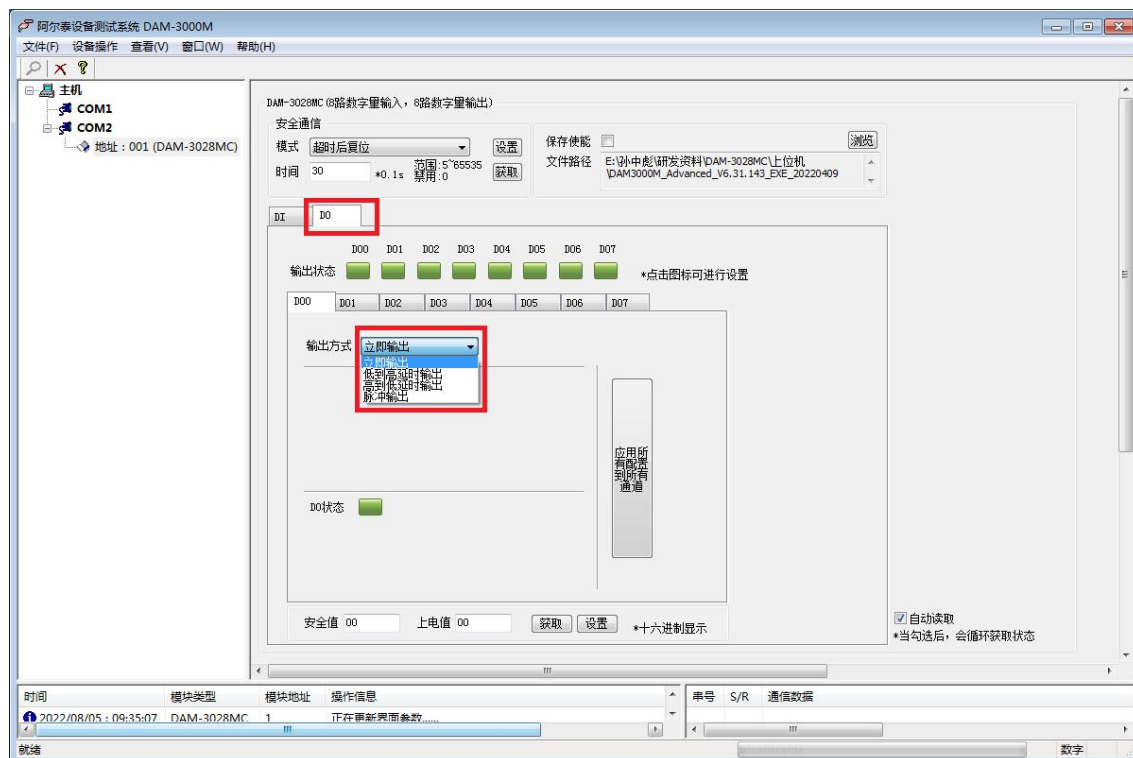 阿尔泰设备测试系统 DAM-3000M
文件(F) 设备操作 查看(V) 窗口(W) 帮助(H)
主机
COM1
COM2
地址：001 (DAM-3028MC)
DAM-3028MC(8路数字里输入，8路数字里输出)
安全通信
模式 超时后复位 设置
时间 30 *0.1s 范围:5~65535 禁用:0 获取
保存使能 浏览
文件路径 E:\孙中彪\研发资料\DAM-3028MC\上位机
\DAM3000M_Advanced_V6.31.143_EXE_20220409
DI DO
DO0 DO1 DO2 DO3 DO4 DO5 DO6 DO7
输出状态 *点击图标可进行设置
DO0 DO1 DO2 DO3 DO4 DO5 DO6 DO7
输出方式 立即输出
立即输出
低到高延时输出
高到低延时输出
脉冲输出
应用所
有配置
到所有
通道
DO状态
安全值 00 上电值 00 获取 设置 *十六进制显示
自动读取
*当勾选后，会循环获取状态
时间 模块类型 模块地址 操作信息
2022/08/05：09:35:07 DAM-3028MC 1 正在更新界面参数......
串号 S/R 通信数据
就绪 数字